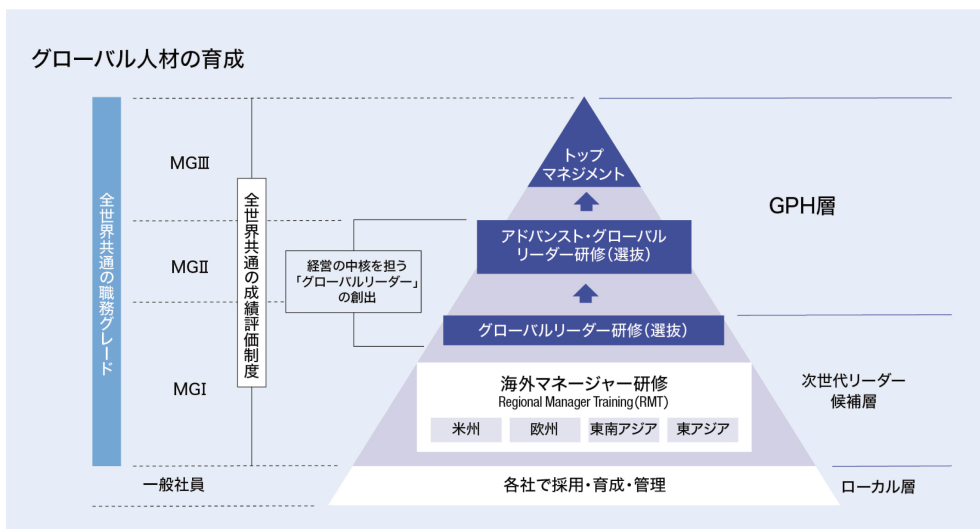 グローバル人材の育成
全世界共通の職務グレード
MGⅢ
MGⅡ
MGⅠ
一般社員
全世界共通の成績評価制度
経営の中核を担う
「グローバルリーダー」
の創出
トップ
マネジメント
アドバンスト・グローバル
リーダー研修（選抜）
グローバルリーダー研修（選抜）
海外マネージャー研修
Regional Manager Training（RMT）
米州
欧州
東南アジア
東アジア
各社で採用・育成・管理
GPH層
次世代リーダー
候補層
ローカル層